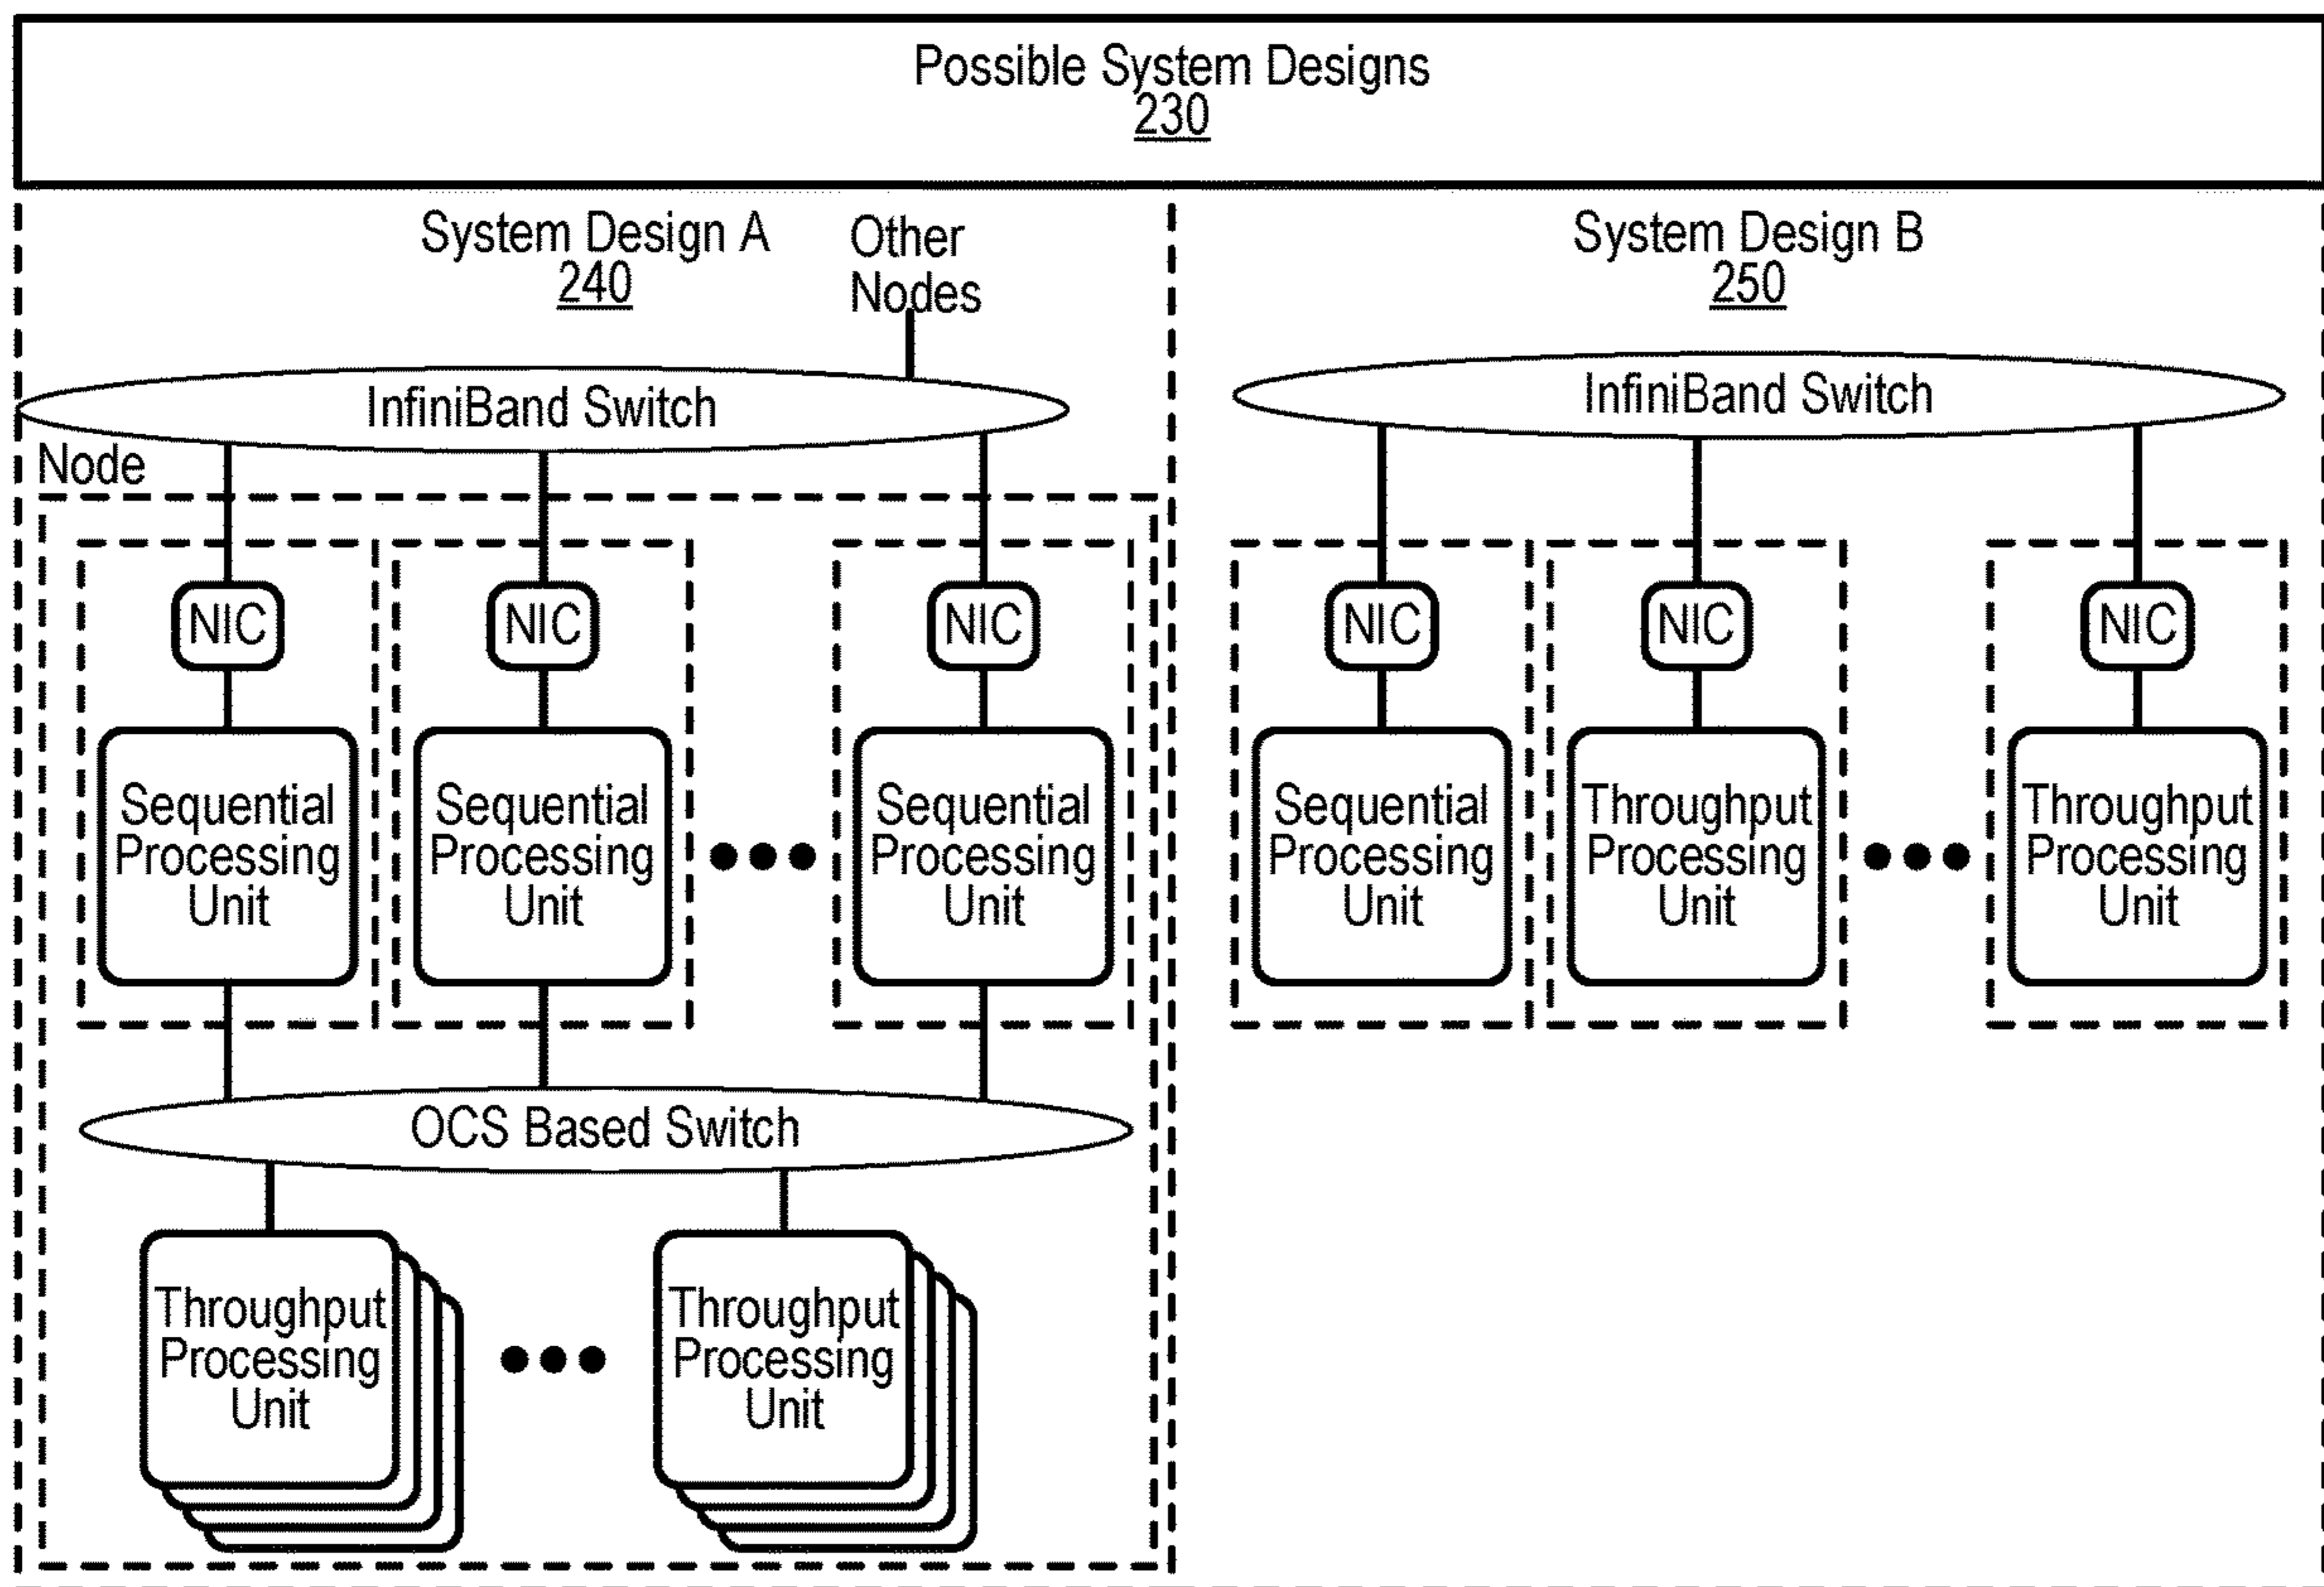 Possible System Designs
230
System Design A
240
Other
Nodes
InfiniBand Switch
Node
NIC
NIC
NIC
Sequential
Processing
Unit
Sequential
Processing
Unit
Sequential
Processing
Unit
OCS Based Switch
Throughput
Processing
Unit
Throughput
Processing
Unit
System Design B
250
InfiniBand Switch
NIC
NIC
NIC
Sequential
Processing
Unit
Throughput
Processing
Unit
Throughput
Processing
Unit